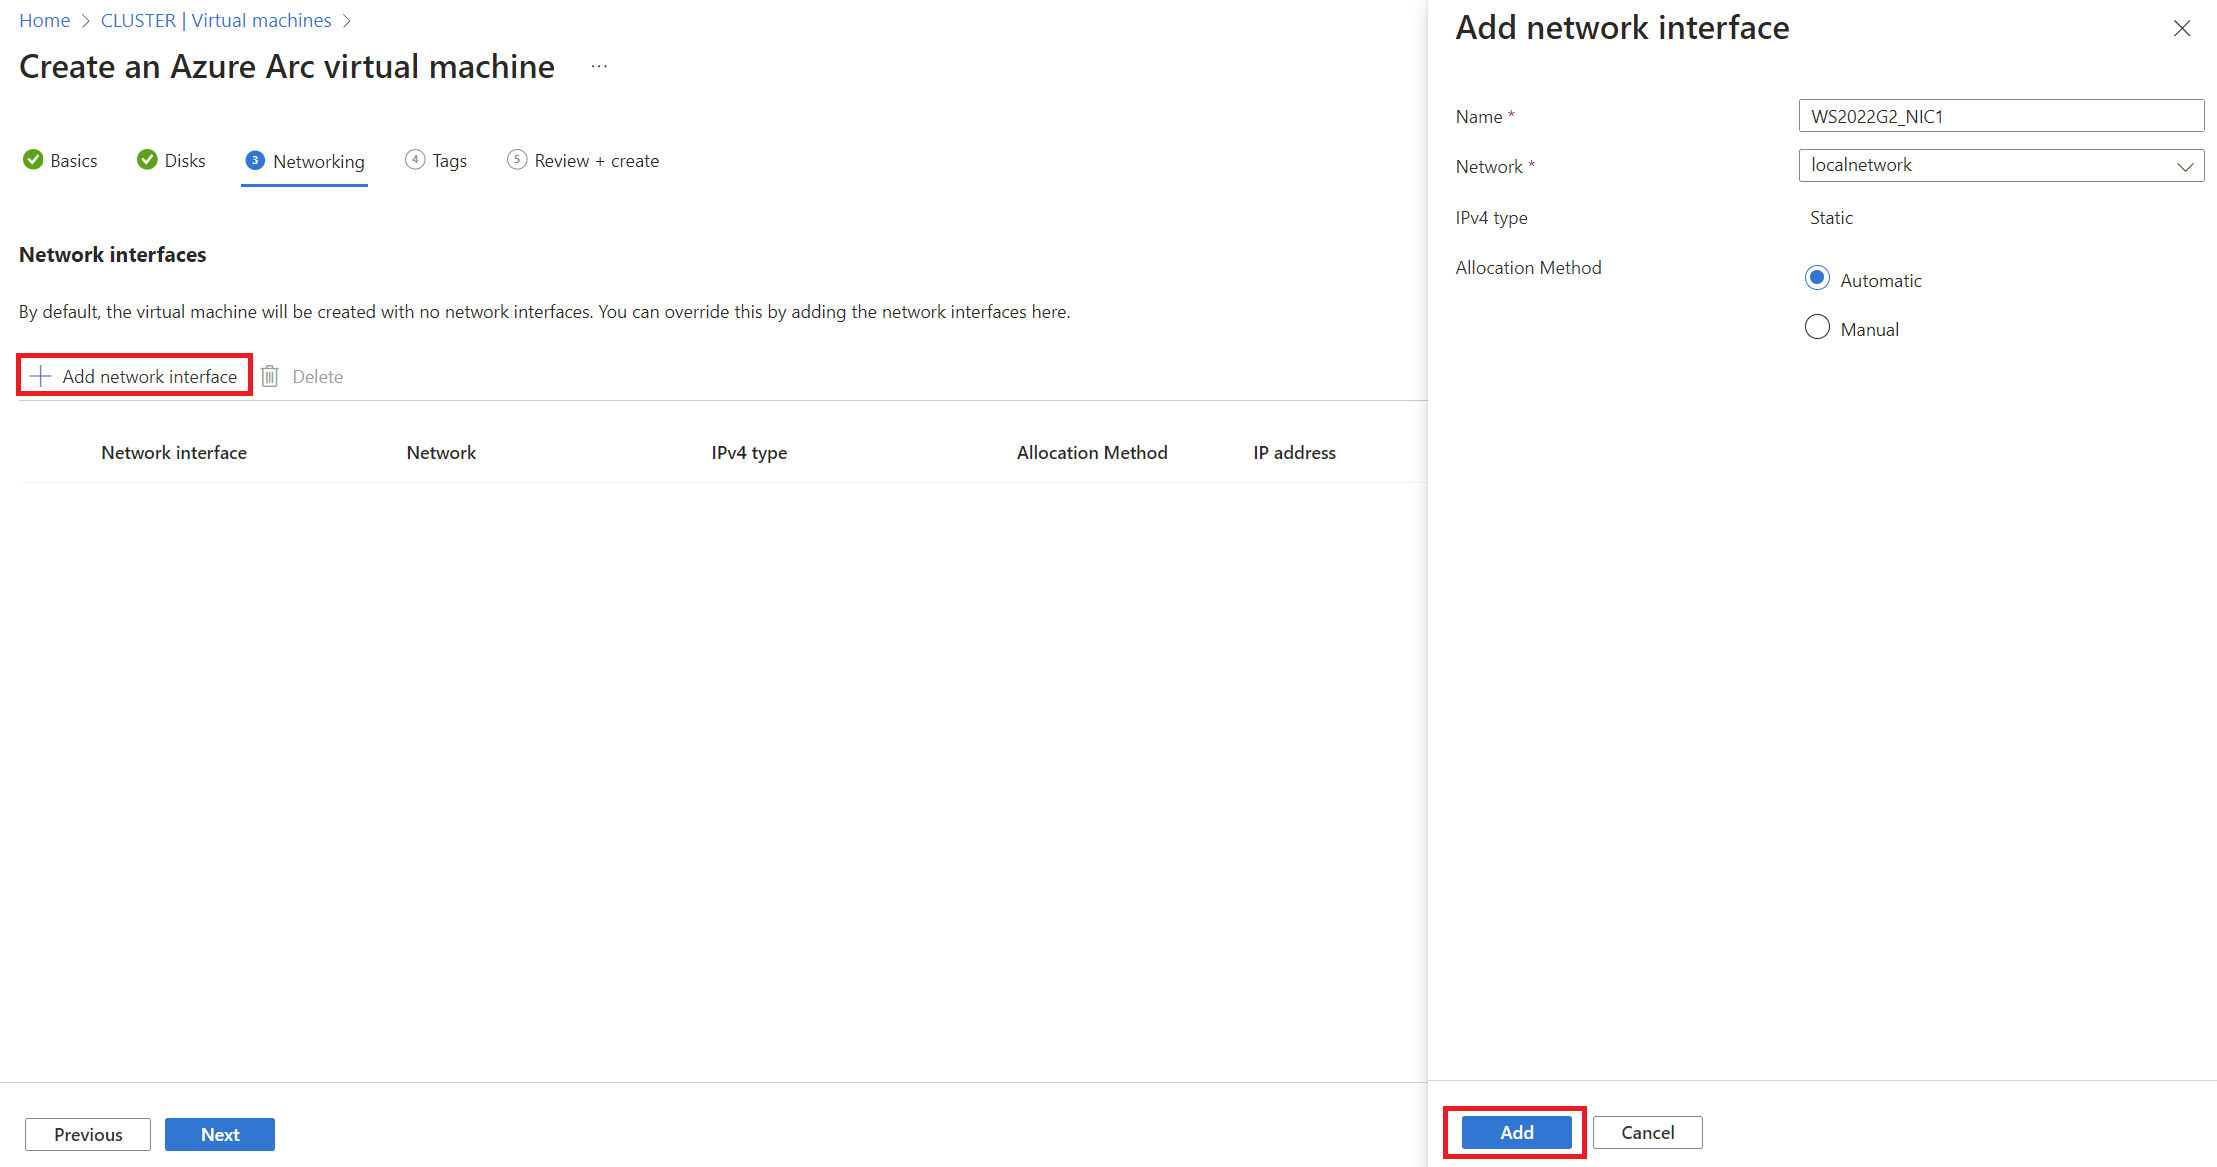 Home > CLUSTER | Virtual machines >
Create an Azure Arc virtual machine ...
Basics Disks 3 Networking 4 Tags 5 Review + create
Network interfaces
By default, the virtual machine will be created with no network interfaces. You can override this by adding the network interfaces here.
Add network interface Delete
Network interface Network IPv4 type Allocation Method IP address
Previous Next
Add network interface
Name * WS2022G2_NIC1
Network * localnetwork
IPv4 type Static
Allocation Method Automatic
Manual
Add Cancel